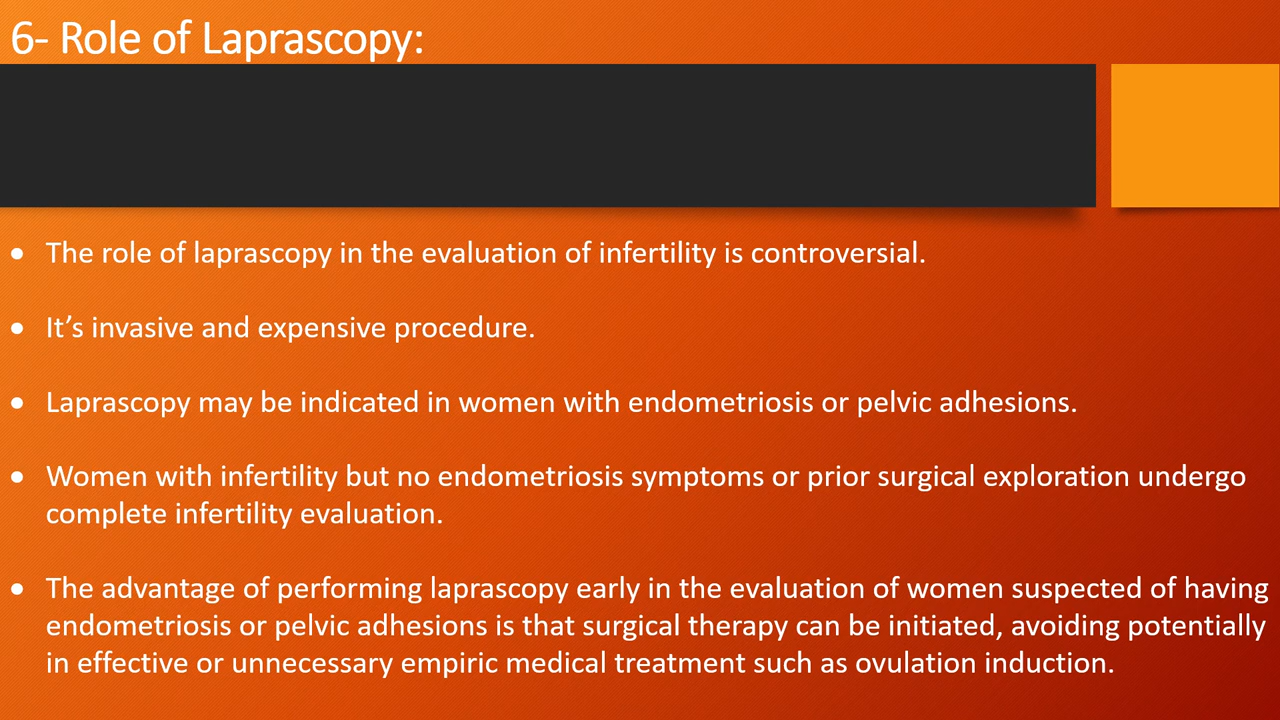 6- Role of Laprascopy:
● The role of laprascopy in the evaluation of infertility is controversial.
● It’s invasive and expensive procedure.
● Laprascopy may be indicated in women with endometriosis or pelvic adhesions.
● Women with infertility but no endometriosis symptoms or prior surgical exploration undergo
complete infertility evaluation.
● The advantage of performing laprascopy early in the evaluation of women suspected of having
endometriosis or pelvic adhesions is that surgical therapy can be initiated, avoiding potentially
in effective or unnecessary empiric medical treatment such as ovulation induction.